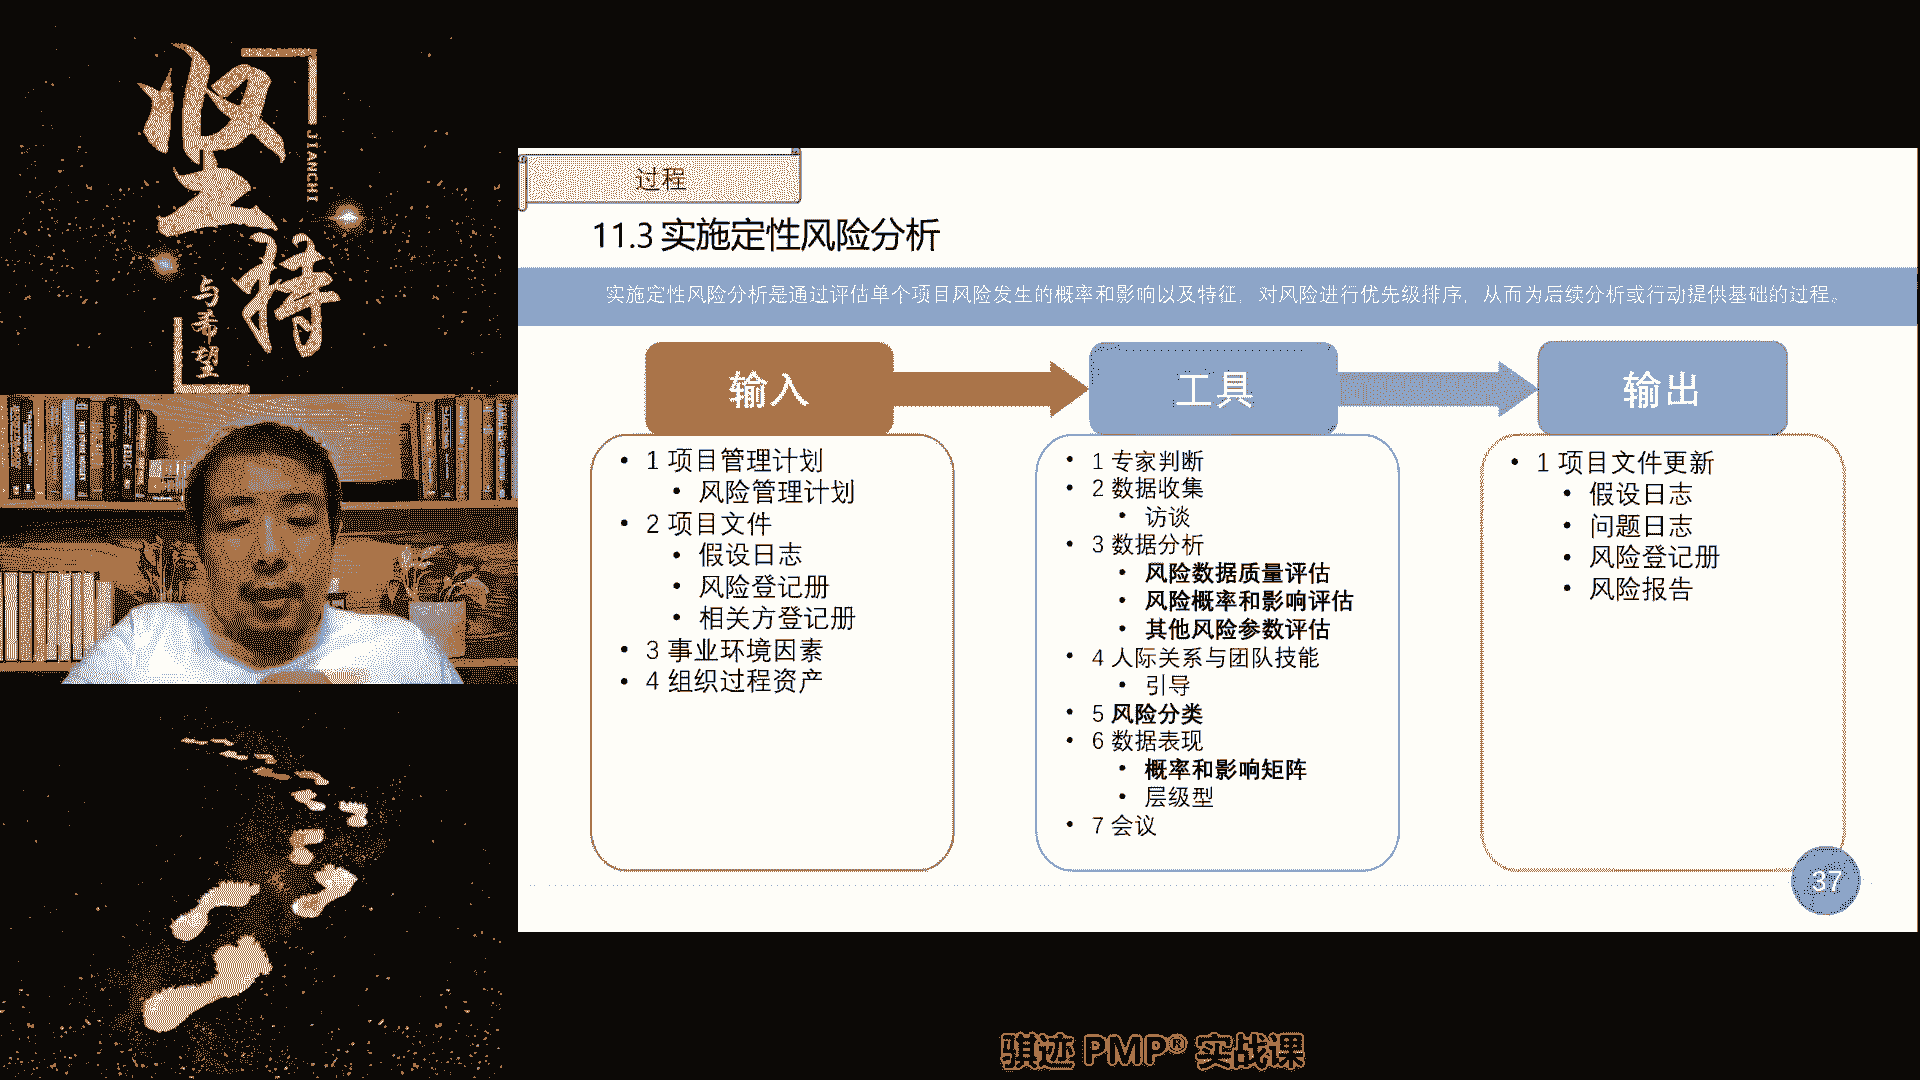 坚持
JIANCHI
与希望
过程
11.3 实施定性风险分析
实施定性风险分析是通过评估单个项目风险发生的概率和影响以及特征，对风险进行优先级排序，从而为后续分析或行动提供基础的过程。
输入
• 1 项目管理计划
• 风险管理计划
• 2 项目文件
• 假设日志
• 风险登记册
• 相关方登记册
• 3 事业环境因素
• 4 组织过程资产
工具
• 1 专家判断
• 2 数据收集
• 访谈
• 3 数据分析
• 风险数据质量评估
• 风险概率和影响评估
• 其他风险参数评估
• 4 人际关系与团队技能
• 引导
• 5 风险分类
• 6 数据表现
• 概率和影响矩阵
• 层级型
• 7 会议
输出
• 1 项目文件更新
• 假设日志
• 问题日志
• 风险登记册
• 风险报告
37
骐迹 PMP® 实战课